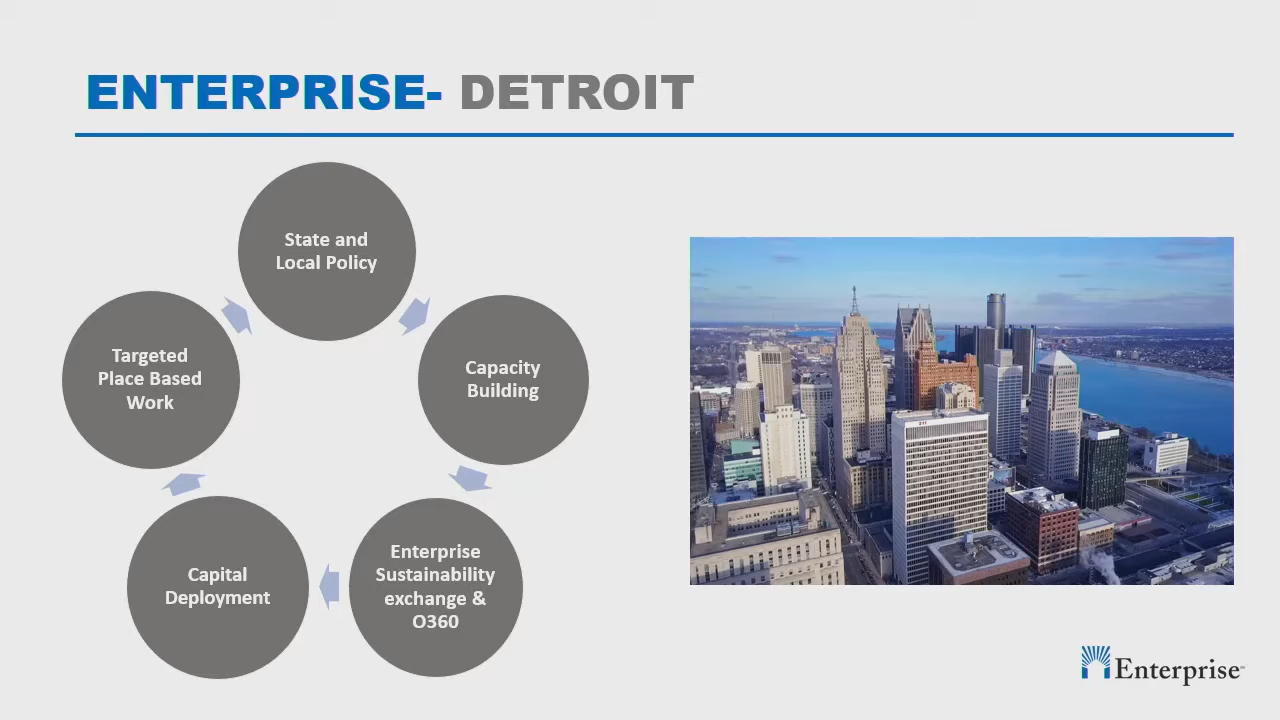 ENTERPRISE- DETROIT
State and
Local Policy
Capacity
Building
Enterprise
Sustainability
exchange &
O360
Capital
Deployment
Targeted
Place Based
Work
Enterprise